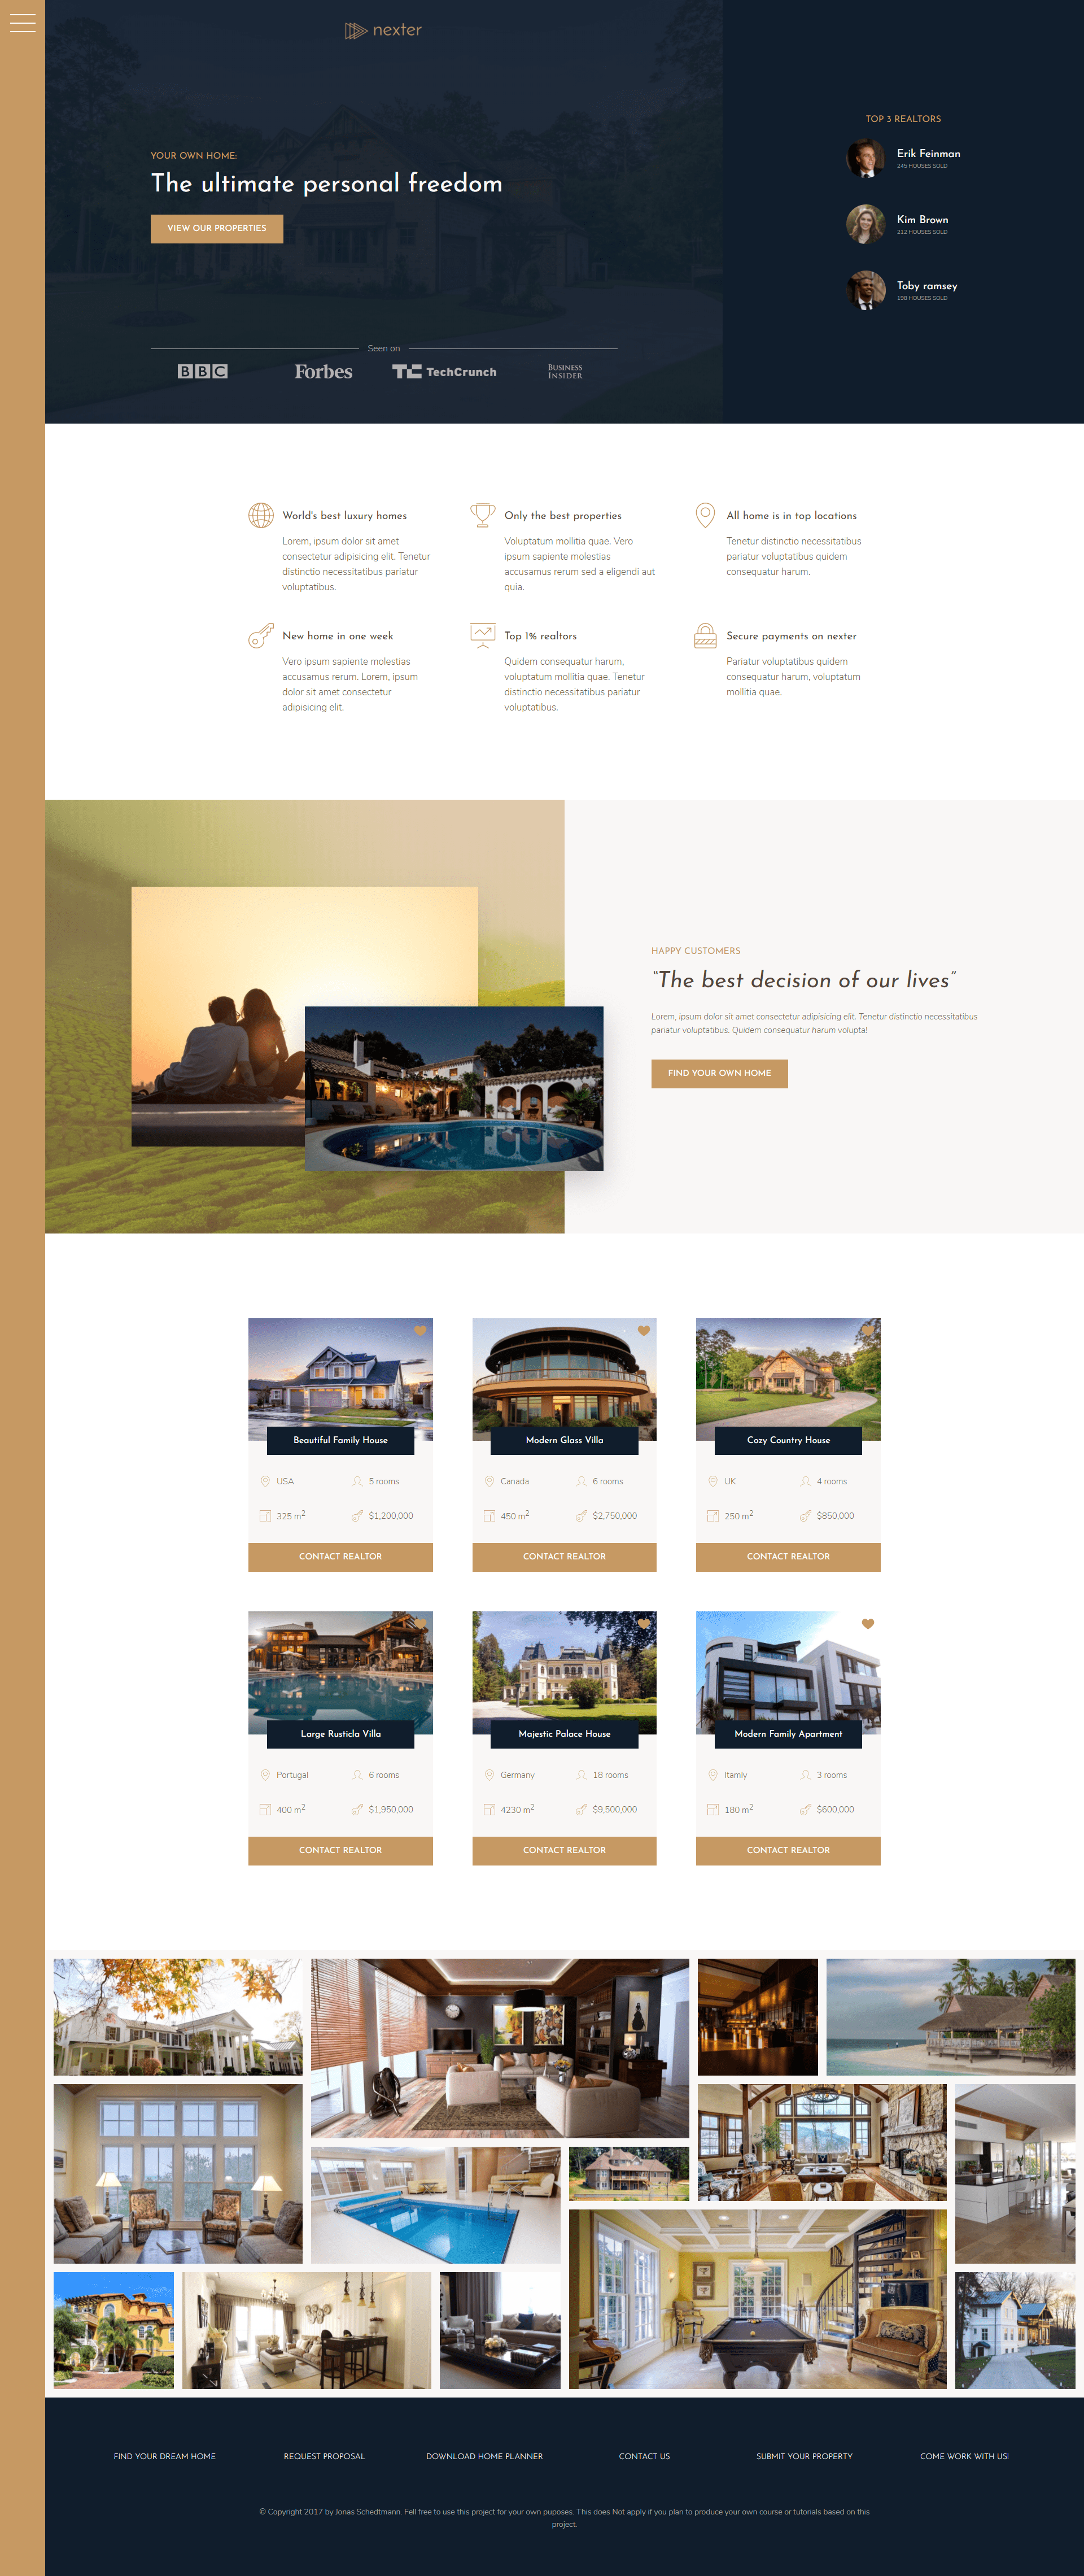 nexter
YOUR OWN HOME:
The ultimate personal freedom
VIEW OUR PROPERTIES
Seen on
BBC
Forbes
TechCrunch
BUSINESS
INSIDER
TOP 3 REALTORS
Erik Feinman
245 HOUSES SOLD
Kim Brown
212 HOUSES SOLD
Toby ramsey
198 HOUSES SOLD
World's best luxury homes
Lorem, ipsum dolor sit amet
consectetur adipisicing elit. Tenetur
distinctio necessitatibus pariatur
voluptatibus.
Only the best properties
Voluptatum mollitia quae. Vero
ipsum sapiente molestias
accusamus rerum sed a eligendi aut
quia.
All home is in top locations
Tenetur distinctio necessitatibus
pariatur voluptatibus quidem
consequatur harum.
New home in one week
Vero ipsum sapiente molestias
accusamus rerum. Lorem, ipsum
dolor sit amet consectetur
adipisicing elit.
Top 1% realtors
Quidem consequatur harum,
voluptatum mollitia quae. Tenetur
distinctio necessitatibus pariatur
voluptatibus.
Secure payments on nexter
Pariatur voluptatibus quidem
consequatur harum, voluptatum
mollitia quae.
HAPPY CUSTOMERS
“The best decision of our lives”
Lorem, ipsum dolor sit amet consectetur adipisicing elit. Tenetur distinctio necessitatibus
pariatur voluptatibus. Quidem consequatur harum volupta!
FIND YOUR OWN HOME
Beautiful Family House
USA
5 rooms
325 m2
$1,200,000
CONTACT REALTOR
Modern Glass Villa
Canada
6 rooms
450 m2
$2,750,000
CONTACT REALTOR
Cozy Country House
UK
4 rooms
250 m2
$850,000
CONTACT REALTOR
Large Rusticla Villa
Portugal
6 rooms
400 m2
$1,950,000
CONTACT REALTOR
Majestic Palace House
Germany
18 rooms
4230 m2
$9,500,000
CONTACT REALTOR
Modern Family Apartment
Itamly
3 rooms
180 m2
$600,000
CONTACT REALTOR
FIND YOUR DREAM HOME
REQUEST PROPOSAL
DOWNLOAD HOME PLANNER
CONTACT US
SUBMIT YOUR PROPERTY
COME WORK WITH US!
© Copyright 2017 by Jonas Schedtmann. Fell free to use this project for your own puposes. This does Not apply if you plan to produce your own course or tutorials based on this
project.